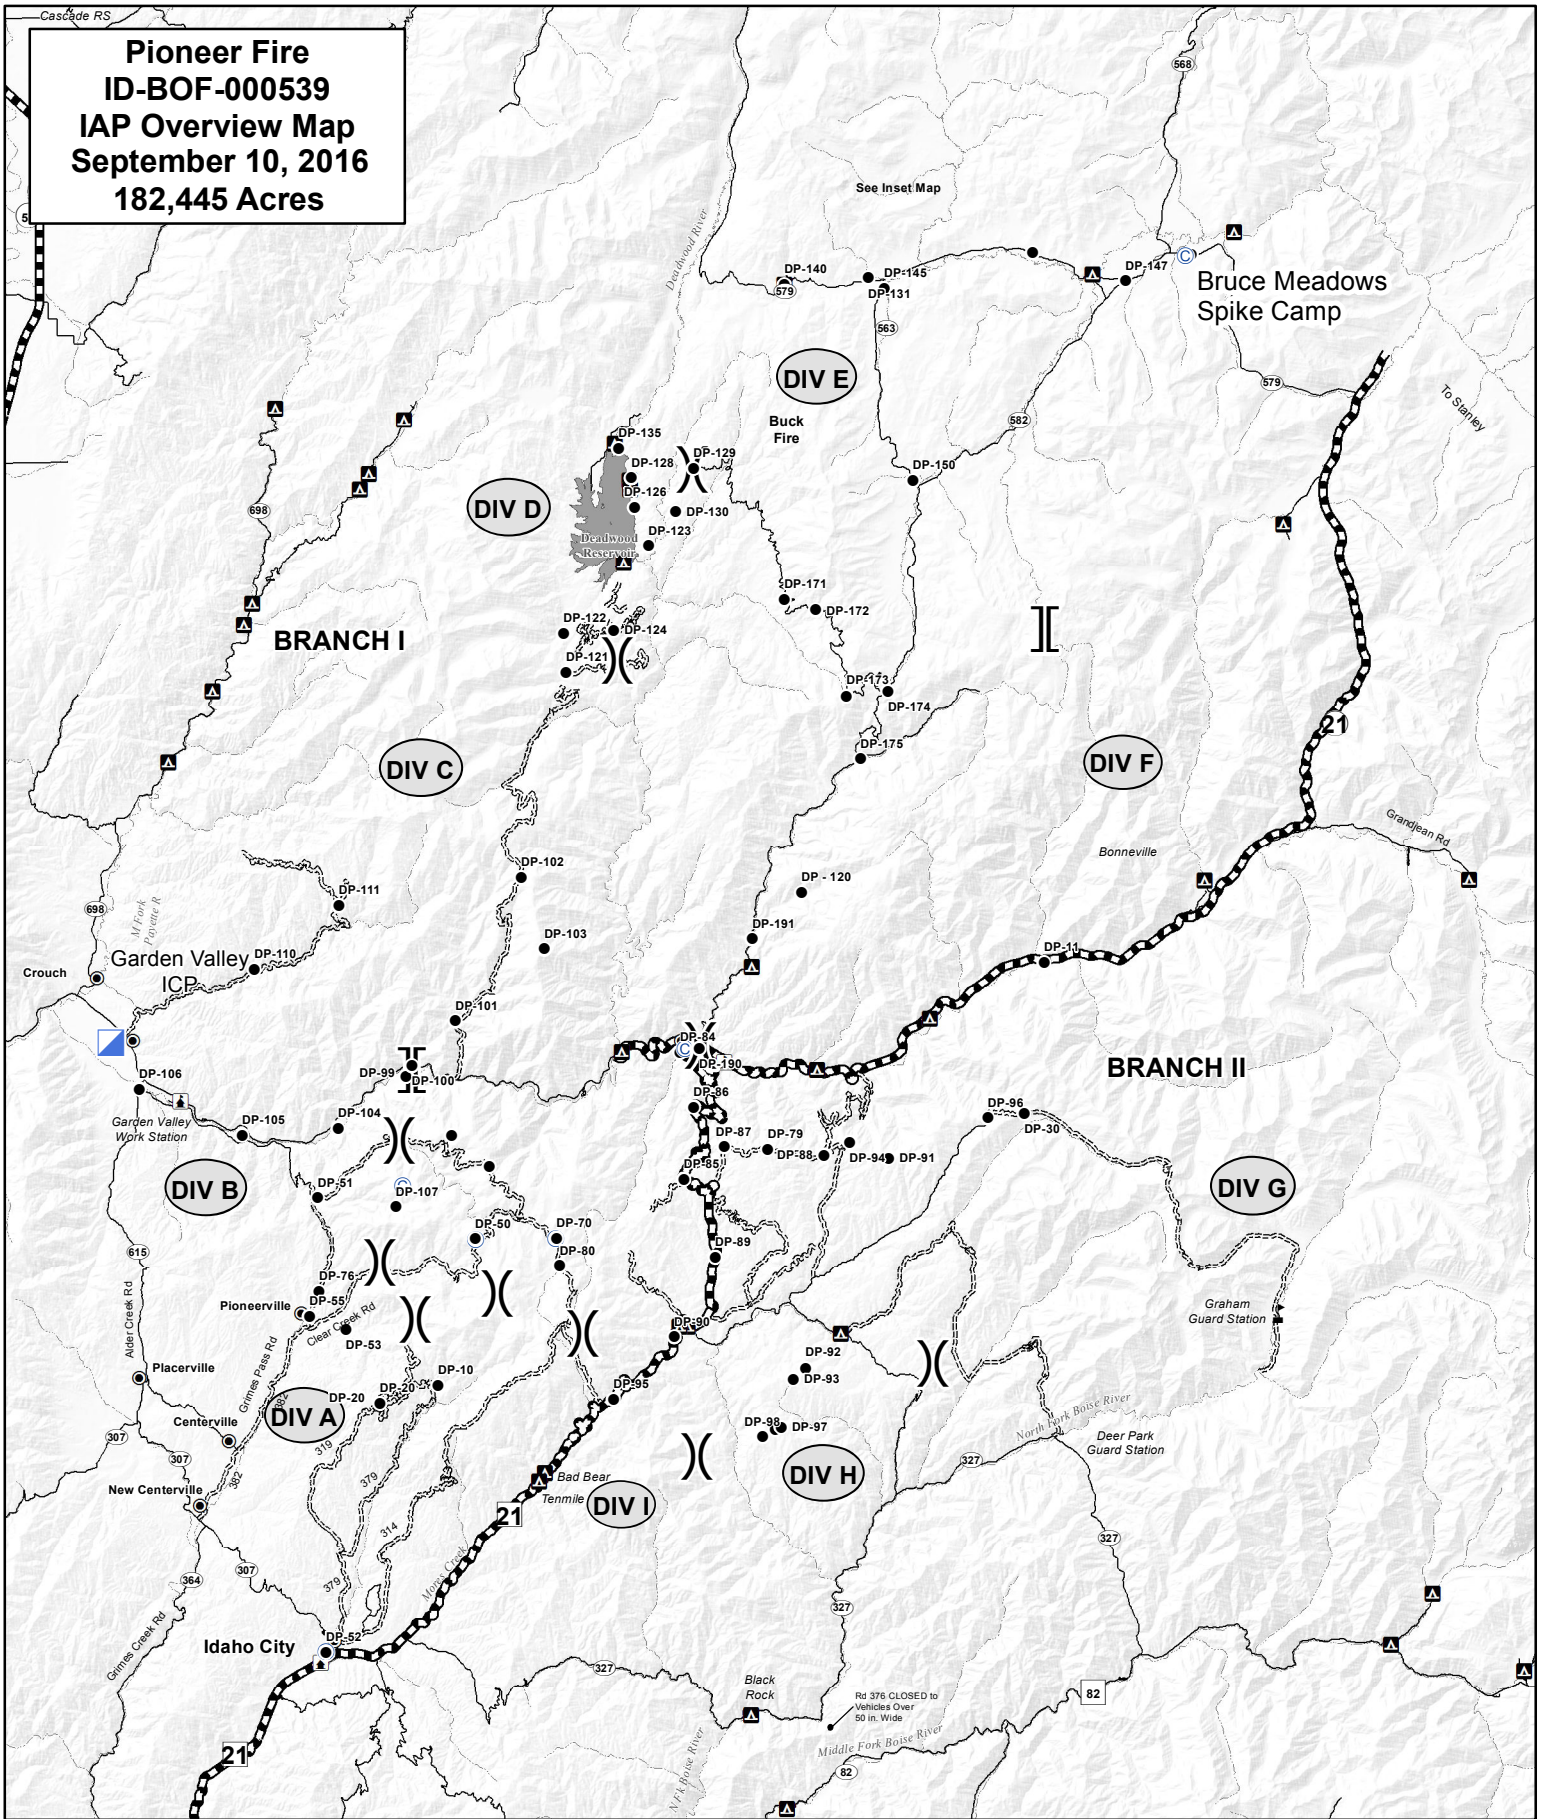 Cascade RS
Pioneer Fire
ID-BOF-000539
IAP Overview Map
September 10, 2016
182,445 Acres
568
See Inset Map
Deadwood River
DP-140
579
DP-145
DP-131
DP-147
C
Bruce Meadows
Spike Camp
563
DIV E
579
To Stanley
582
Buck
Fire
DP-135
DP-129
DP-128
DP-126
DP-130
DP-150
DIV D
698
DP-123
Deadwood
Reservoir
DP-171
DP-172
DP-122
DP-124
BRANCH I
DP-121
DP-173
DP-174
21
DP-175
DIV C
DIV F
Grandjean Rd
Bonneville
DP-102
DP - 120
DP-111
698
M Fork
Payette R
DP-191
DP-103
DP-11
Garden Valley
ICP
DP-110
Crouch
DP-101
DP-84
C
DP-190
DP-99
DP-100
BRANCH II
DP-106
DP-86
DP-96
DP-30
Garden Valley
Work Station
DP-105
DP-104
DP-87
DP-79
DP-88
DP-94
DP-91
DP-85
DIV B
DP-51
C
DP-107
DIV G
DP-50
DP-70
615
DP-89
DP-80
DP-76
Pioneerville
DP-55
Clear Creek Rd
DP-53
Graham
Guard Station
Alder Creek Rd
DP-90
Placerville
Grimes Pass Rd
382
DP-92
DP-93
DP-10
DP-20
DP-20
DP-95
DIV A
Centerville
307
319
DP-98
DP-97
North Fork Boise River
Deer Park
Guard Station
307
382
379
327
DIV H
Bad Bear
Tenmile
DIV I
New Centerville
21
314
327
Mores Creek
307
364
379
327
Grimes Creek Rd
DP-52
Idaho City
327
Black
Rock
Rd 376 CLOSED to
Vehicles Over
50 in. Wide
82
21
N Fk Boise River
Middle Fork Boise River
82